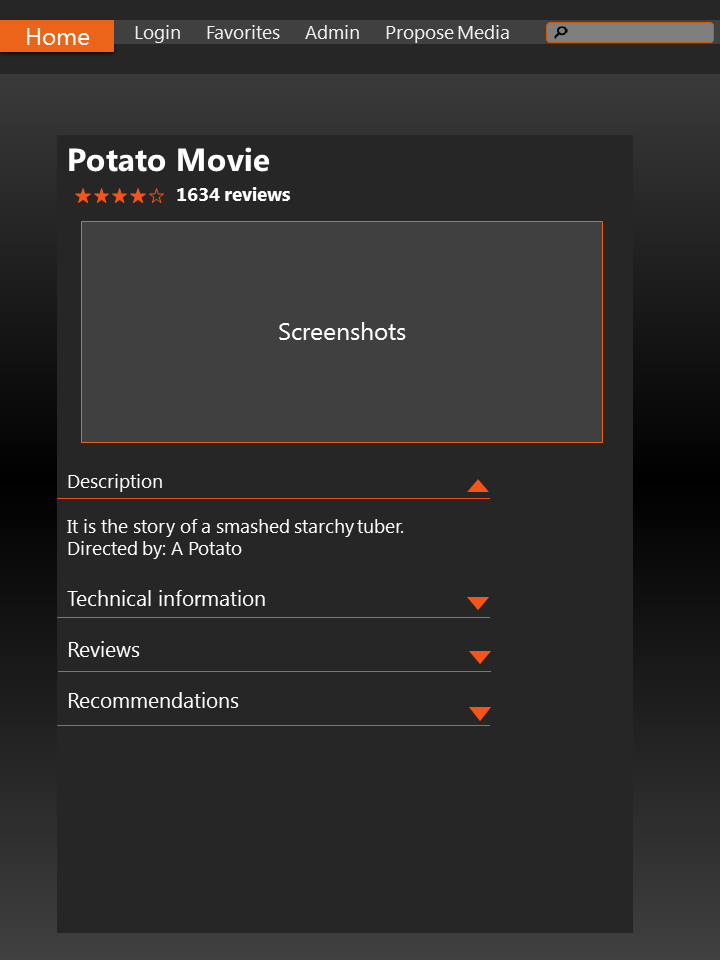 Home Login Favorites Admin Propose Media
Potato Movie
1634 reviews
Screenshots
Description
It is the story of a smashed starchy tuber.
Directed by: A Potato
Technical information
Reviews
Recommendations